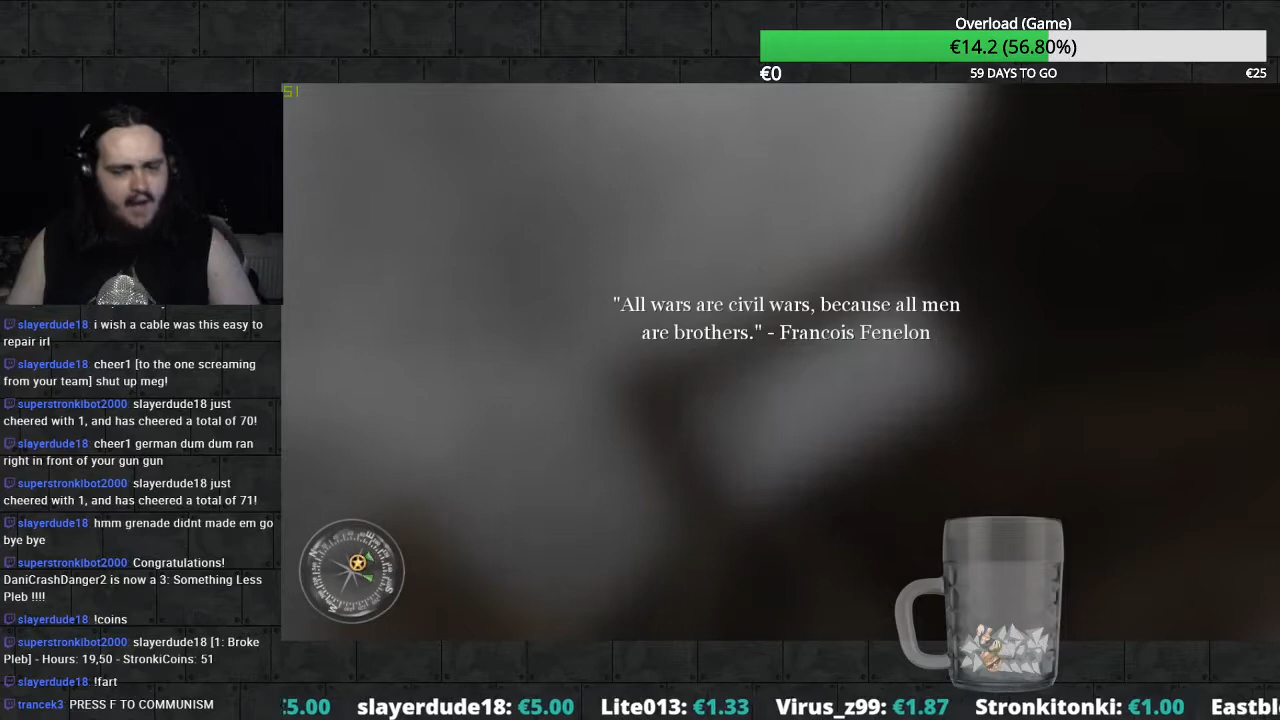 Overload (Game)
€14.2 (56.80%)
€0
59 DAYS TO GO
€25
51
slayerdude18: i wish a cable was this easy to
repair irl
slayerdude18: cheer1 [to the one screaming
from your team] shut up meg!
superstronkibot2000: slayerdude18 just
cheered with 1, and has cheered a total of 70!
slayerdude18: cheer1 german dum dum ran
right in front of your gun gun
superstronkibot2000: slayerdude18 just
cheered with 1, and has cheered a total of 71!
slayerdude18: hmm grenade didnt made em go
bye bye
superstronkibot2000: Congratulations!
DaniCrashDanger2 is now a 3: Something Less
Pleb !!!!
slayerdude18: !coins
superstronkibot2000: slayerdude18 [1: Broke
Pleb] - Hours: 19,50 - StronkiCoins: 51
slayerdude18: !fart
trancek3: PRESS F TO COMMUNISM
"All wars are civil wars, because all men
are brothers." - Francois Fenelon
€5.00 slayerdude18: €5.00 Lite013: €1.33 Virus_z99: €1.87 Stronkitonki: €1.00 Eastbl